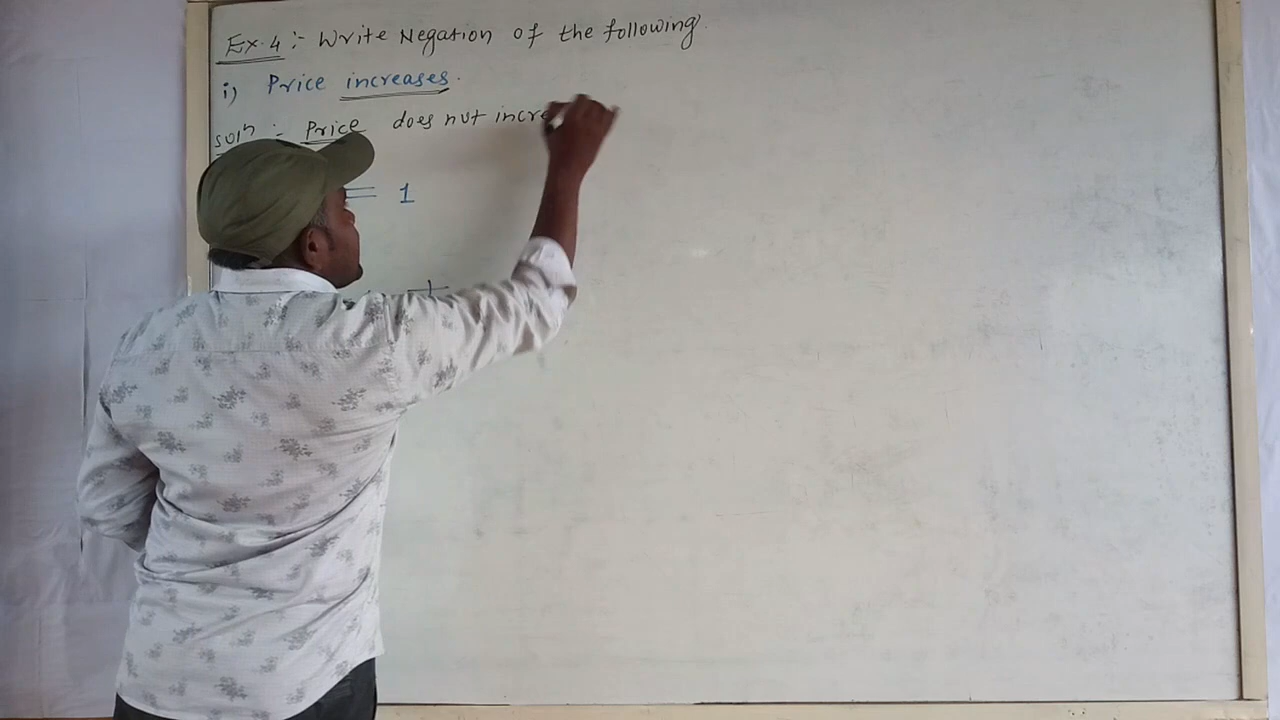 Ex.4 :- Write Negation of the following.
i) Price increases.
soln :- Price does not incre
= 1